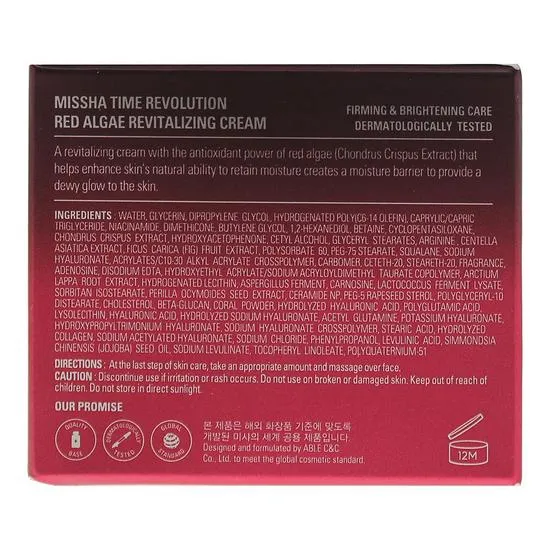 MISSHA TIME REVOLUTION
RED ALGAE REVITALIZING CREAM
FIRMING & BRIGHTENING CARE
DERMATOLOGICALLY TESTED
A revitalizing cream with the antioxidant power of red algae (Chondrus Crispus Extract) that
helps enhance skin's natural ability to retain moisture creates a moisture barrier to provide a
dewy glow to the skin.
INGREDIENTS : WATER, GLYCERIN, DIPROPYLENE GLYCOL, HYDROGENATED POLY(C6-14 OLEFIN), CAPRYLIC/CAPRIC
TRIGLYCERIDE, NIACINAMIDE, DIMETHICONE, BUTYLENE GLYCOL, 1,2-HEXANEDIOL, BETAINE, CYCLOPENTASILOXANE,
CHONDRUS CRISPUS EXTRACT, HYDROXYACETOPHENONE, CETYL ALCOHOL, GLYCERYL STEARATES, ARGININE, CENTELLA
ASIATICA EXTRACT, FICUS CARICA (FIG) FRUIT EXTRACT, POLYSORBATE 60, PEG-75 STEARATE, SQUALANE, SODIUM
HYALURONATE, ACRYLATES/C10-30 ALKYL ACRYLATE CROSSPOLYMER, CARBOMER, CETETH-20, STEARETH-20, FRAGRANCE,
ADENOSINE, DISODIUM EDTA, HYDROXYETHYL ACRYLATE/SODIUM ACRYLOYLDIMETHYL TAURATE COPOLYMER, ARCTIUM
LAPPA ROOT EXTRACT, HYDROGENATED LECITHIN, ASPERGILLUS FERMENT, CARNOSINE, LACTOCOCCUS FERMENT LYSATE,
SORBITAN ISOSTEARATE, PERILLA OCYMOIDES SEED EXTRACT, CERAMIDE NP, PEG-5 RAPESEED STEROL, POLYGLYCERYL-10
DISTEARATE, CHOLESTEROL, BETA-GLUCAN, CORAL POWDER, HYDROLYZED HYALURONIC ACID, POLYGLUTAMIC ACID,
LYSOLECITHIN, HYALURONIC ACID, HYDROLYZED SODIUM HYALURONATE, ACETYL GLUTAMINE, POTASSIUM HYALURONATE,
HYDROXYPROPYLTRIMONIUM HYALURONATE, SODIUM HYALURONATE CROSSPOLYMER, STEARIC ACID, HYDROLYZED
COLLAGEN, SODIUM ACETYLATED HYALURONATE, SODIUM CHLORIDE, PHENYLPROPANOL, LEVULINIC ACID, SIMMONDSIA
CHINENSIS (JOJOBA) SEED OIL, SODIUM LEVULINATE, TOCOPHERYL LINOLEATE, POLYQUATERNIUM-51
DIRECTIONS : At the last step of skin care, take an appropriate amount and massage over face.
CAUTION : Discontinue use if irritation or rash occurs. Do not use on broken or damaged skin. Keep out of reach of
children. Do not store in direct sunlight.
OUR PROMISE
QUALITY
BASE
DERMATOLOGICALLY
TESTED
GLOBAL
STANDARD
본 제품은 해외 화장품 기준에 맞도록
개발된 미샤의 세계 공용 제품입니다.
Designed and formulated by ABLE C&C
Co., Ltd. to meet the global cosmetic standard.
12M